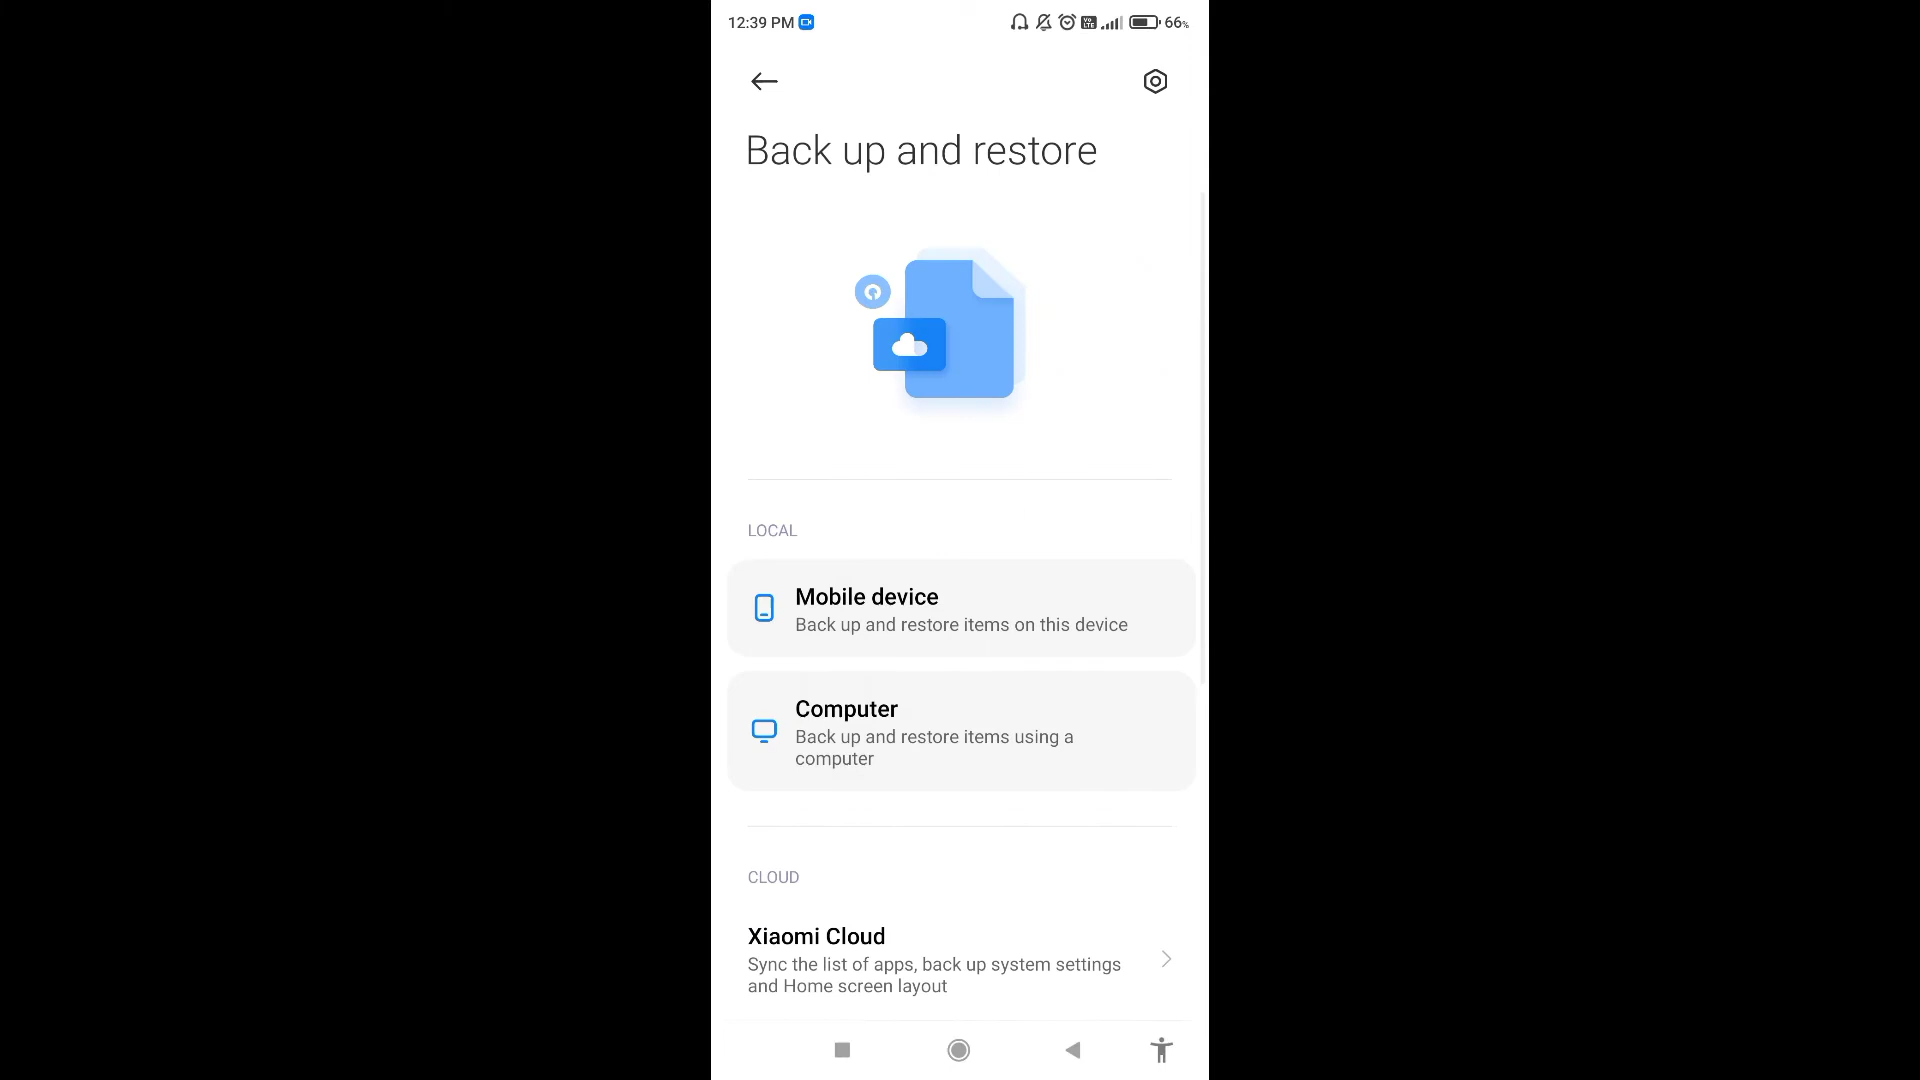 12:39 PM
Vo LTE
66%
Back up and restore
LOCAL
Mobile device
Back up and restore items on this device
Computer
Back up and restore items using a
computer
CLOUD
Xiaomi Cloud
Sync the list of apps, back up system settings
and Home screen layout